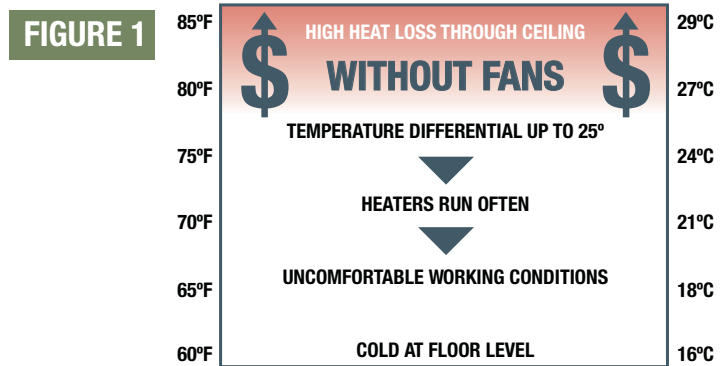 FIGURE 1
85ºF
HIGH HEAT LOSS THROUGH CEILING
29ºC
$ WITHOUT FANS $
80ºF
27ºC
TEMPERATURE DIFFERENTIAL UP TO 25º
75ºF
24ºC
HEATERS RUN OFTEN
70ºF
21ºC
UNCOMFORTABLE WORKING CONDITIONS
65ºF
18ºC
60ºF
COLD AT FLOOR LEVEL
16ºC